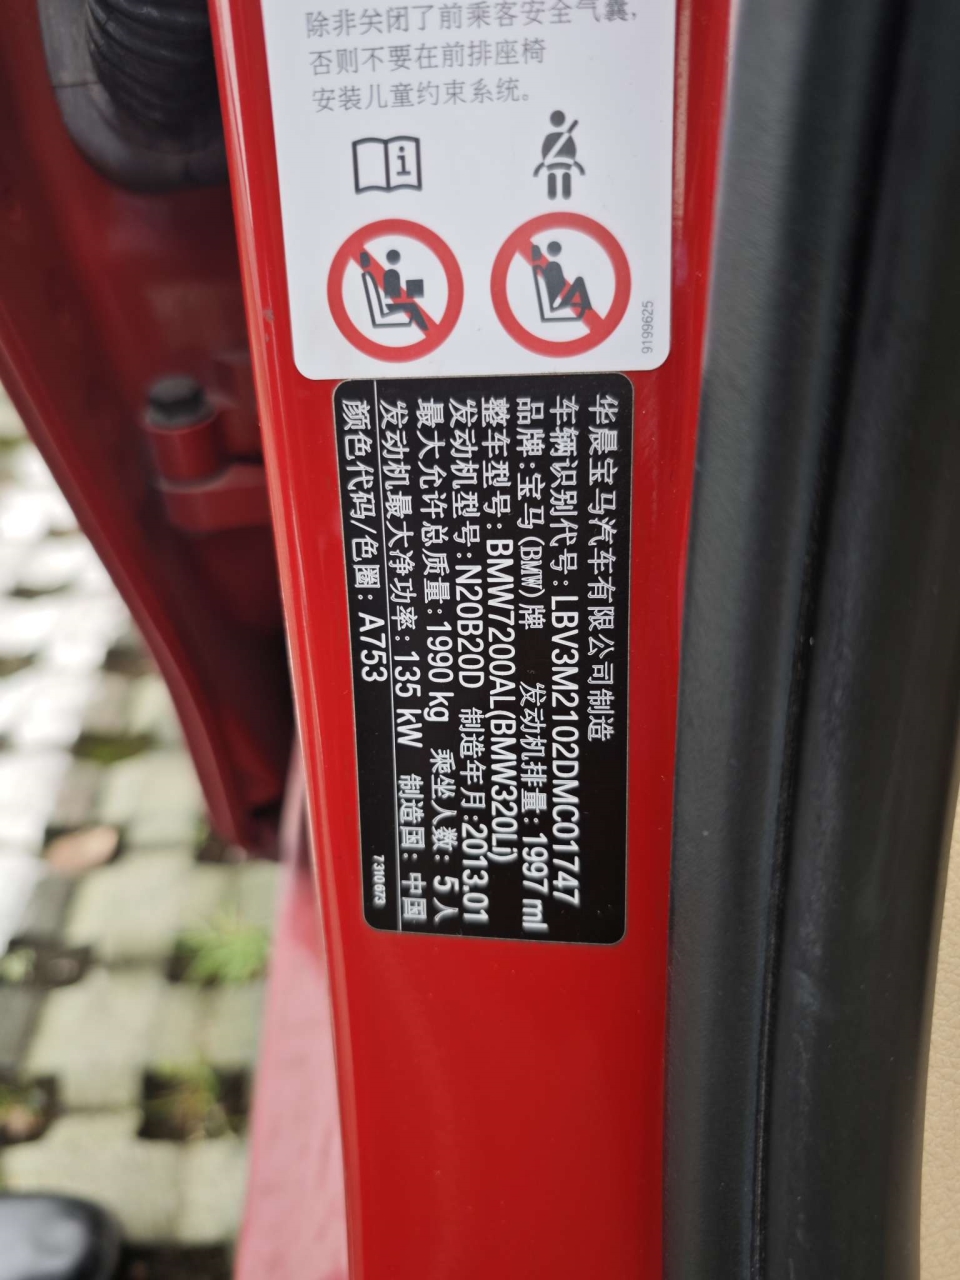 除非关闭了前乘客安全气囊,
否则不要在前排座椅
安装儿童约束系统。
9199625
华晨宝马汽车有限公司制造
车辆识别代号: LBV3M2102DMC01747
品牌:宝马(BMW)牌 发动机排量: 1997 ml
整车型号: BMW7200AL(BMW320Li)
发动机型号: N20B20D 制造年月:2013.01
最大允许总质量: 1990 kg 乘坐人数: 5人
发动机最大净功率: 135 kW 制造国: 中国
颜色代码/色圈: A753
7310673